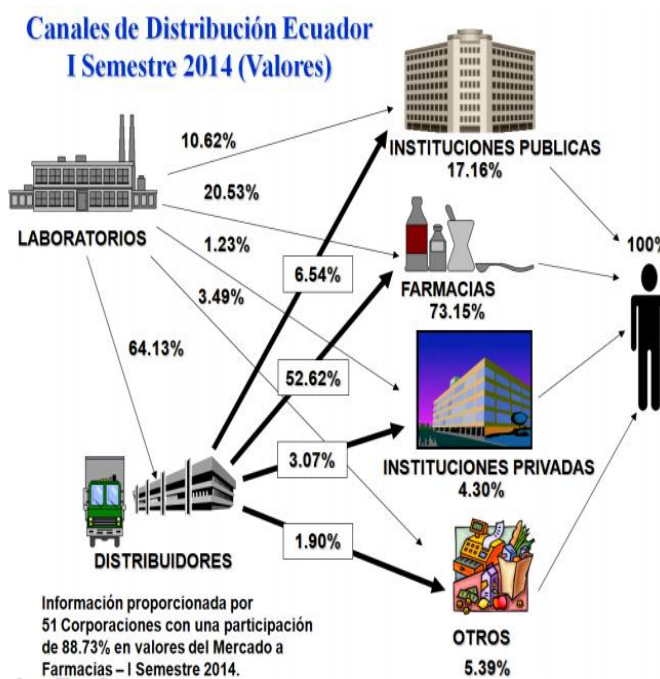 Canales de Distribución Ecuador
I Semestre 2014 (Valores)
10.62%
INSTITUCIONES PUBLICAS
17.16%
20.53%
LABORATORIOS
1.23%
100%
6.54%
FARMACIAS
73.15%
3.49%
64.13%
52.62%
3.07%
INSTITUCIONES PRIVADAS
4.30%
1.90%
DISTRIBUIDORES
Información proporcionada por
51 Corporaciones con una participación
de 88.73% en valores del Mercado a
Farmacias – I Semestre 2014.
OTROS
5.39%